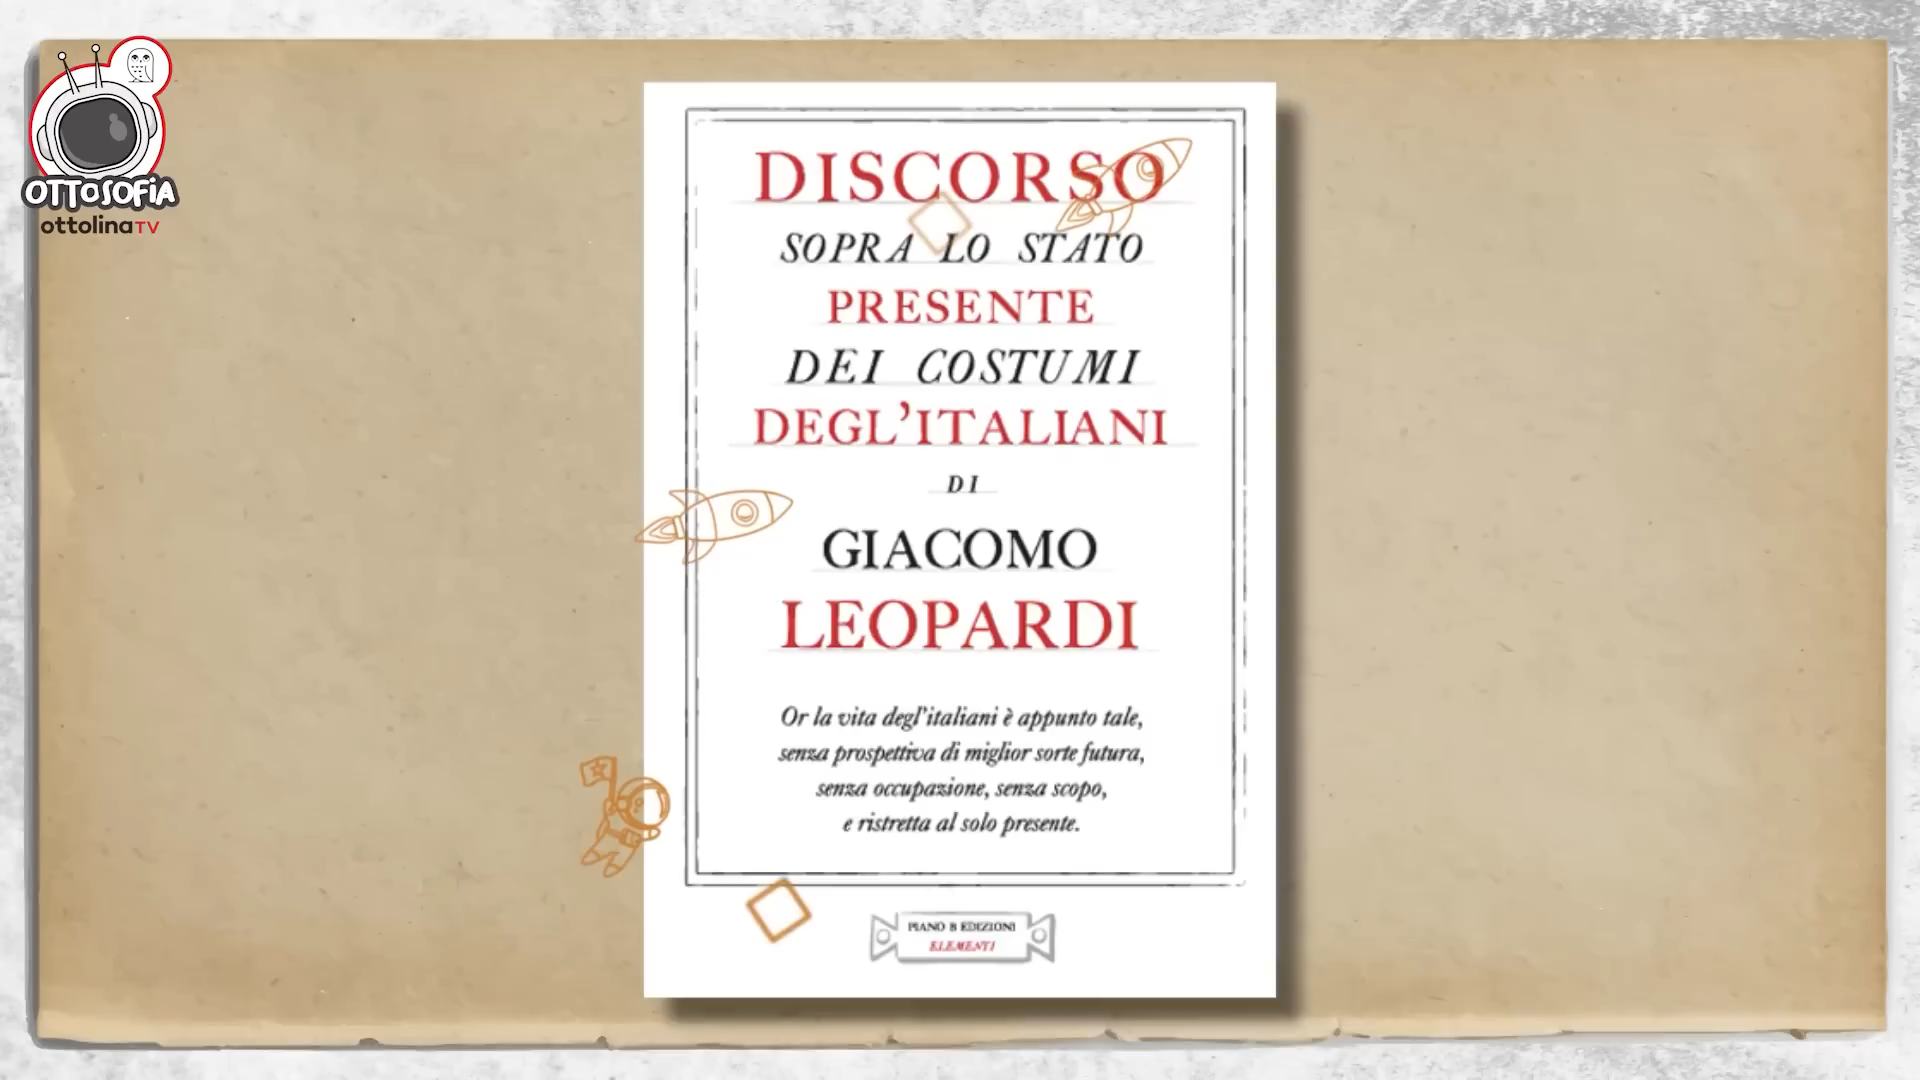 OTTOSOFiA
ottolinaTV
DISCORSO
SOPRA LO STATO
PRESENTE
DEI COSTUMI
DEGL'ITALIANI
DI
GIACOMO
LEOPARDI
Or la vita degl'italiani è appunto tale,
senza prospettiva di miglior sorte futura,
senza occupazione, senza scopo,
e ristretta al solo presente.
PIANO B EDIZIONI
ELEMENTI